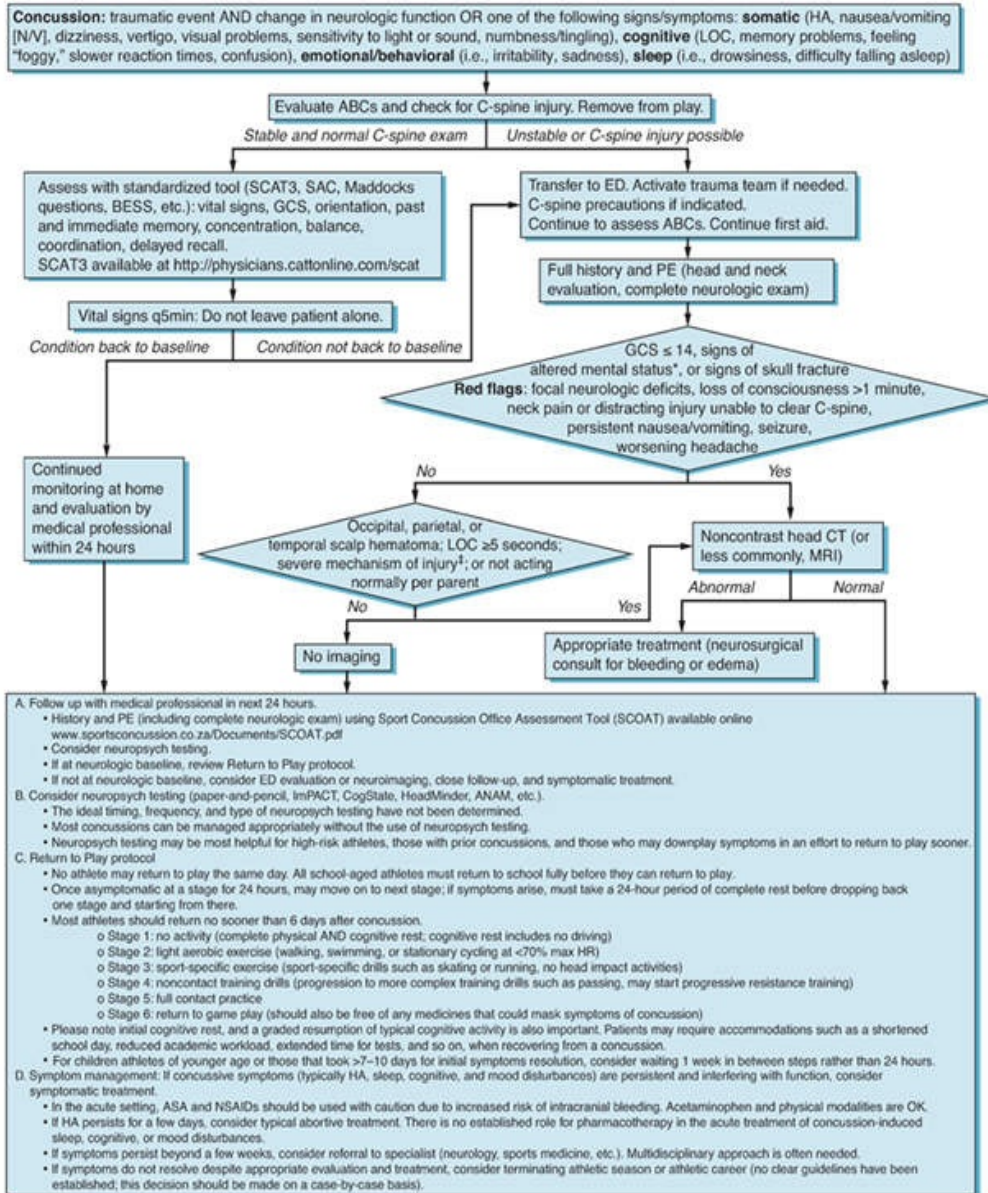 Concussion: traumatic event AND change in neurologic function OR one of the following signs/symptoms: somatic (HA, nausea/vomiting
[N/V], dizziness, vertigo, visual problems, sensitivity to light or sound, numbness/tingling), cognitive (LOC, memory problems, feeling
"foggy," slower reaction times, confusion), emotional/behavioral (i.e., irritability, sadness), sleep (i.e., drowsiness, difficulty falling asleep)
Evaluate ABCs and check for C-spine injury. Remove from play.
Stable and normal C-spine exam
Unstable or C-spine injury possible
Assess with standardized tool (SCAT3, SAC, Maddocks
questions, BESS, etc.): vital signs, GCS, orientation, past
and immediate memory, concentration, balance,
coordination, delayed recall.
SCAT3 available at http://physicians.cattonline.com/scat
Transfer to ED. Activate trauma team if needed.
C-spine precautions if indicated.
Continue to assess ABCs. Continue first aid.
Full history and PE (head and neck
evaluation, complete neurologic exam)
Vital signs q5min: Do not leave patient alone.
Condition back to baseline
Condition not back to baseline
GCS ≤ 14, signs of
altered mental status*, or signs of skull fracture
Red flags: focal neurologic deficits, loss of consciousness >1 minute,
neck pain or distracting injury unable to clear C-spine,
persistent nausea/vomiting, seizure,
worsening headache
No
Yes
Continued
monitoring at home
and evaluation by
medical professional
within 24 hours
Occipital, parietal, or
temporal scalp hematoma; LOC ≥5 seconds;
severe mechanism of injury‡; or not acting
normally per parent
Noncontrast head CT (or
less commonly, MRI)
No
Yes
Abnormal
Normal
No imaging
Appropriate treatment (neurosurgical
consult for bleeding or edema)
A. Follow up with medical professional in next 24 hours.
• History and PE (including complete neurologic exam) using Sport Concussion Office Assessment Tool (SCOAT) available online
www.sportsconcussion.co.za/Documents/SCOAT.pdf
• Consider neuropsych testing.
• If at neurologic baseline, review Return to Play protocol.
• If not at neurologic baseline, consider ED evaluation or neuroimaging, close follow-up, and symptomatic treatment.
B. Consider neuropsych testing (paper-and-pencil, ImPACT, CogState, HeadMinder, ANAM, etc.).
• The ideal timing, frequency, and type of neuropsych testing have not been determined.
• Most concussions can be managed appropriately without the use of neuropsych testing.
• Neuropsych testing may be most helpful for high-risk athletes, those with prior concussions, and those who may downplay symptoms in an effort to return to play sooner.
C. Return to Play protocol
• No athlete may return to play the same day. All school-aged athletes must return to school fully before they can return to play.
• Once asymptomatic at a stage for 24 hours, may move on to next stage; if symptoms arise, must take a 24-hour period of complete rest before dropping back
one stage and starting from there.
• Most athletes should return no sooner than 6 days after concussion.
o Stage 1: no activity (complete physical AND cognitive rest; cognitive rest includes no driving)
o Stage 2: light aerobic exercise (walking, swimming, or stationary cycling at <70% max HR)
o Stage 3: sport-specific exercise (sport-specific drills such as skating or running, no head impact activities)
o Stage 4: noncontact training drills (progression to more complex training drills such as passing, may start progressive resistance training)
o Stage 5: full contact practice
o Stage 6: return to game play (should also be free of any medicines that could mask symptoms of concussion)
• Please note initial cognitive rest, and a graded resumption of typical cognitive activity is also important. Patients may require accommodations such as a shortened
school day, reduced academic workload, extended time for tests, and so on, when recovering from a concussion.
• For children athletes of younger age or those that took >7–10 days for initial symptoms resolution, consider waiting 1 week in between steps rather than 24 hours.
D. Symptom management: If concussive symptoms (typically HA, sleep, cognitive, and mood disturbances) are persistent and interfering with function, consider
symptomatic treatment.
• In the acute setting, ASA and NSAIDs should be used with caution due to increased risk of intracranial bleeding. Acetaminophen and physical modalities are OK.
• If HA persists for a few days, consider typical abortive treatment. There is no established role for pharmacotherapy in the acute treatment of concussion-induced
sleep, cognitive, or mood disturbances.
• If symptoms persist beyond a few weeks, consider referral to specialist (neurology, sports medicine, etc.). Multidisciplinary approach is often needed.
• If symptoms do not resolve despite appropriate evaluation and treatment, consider terminating athletic season or athletic career (no clear guidelines have been
established; this decision should be made on a case-by-case basis).